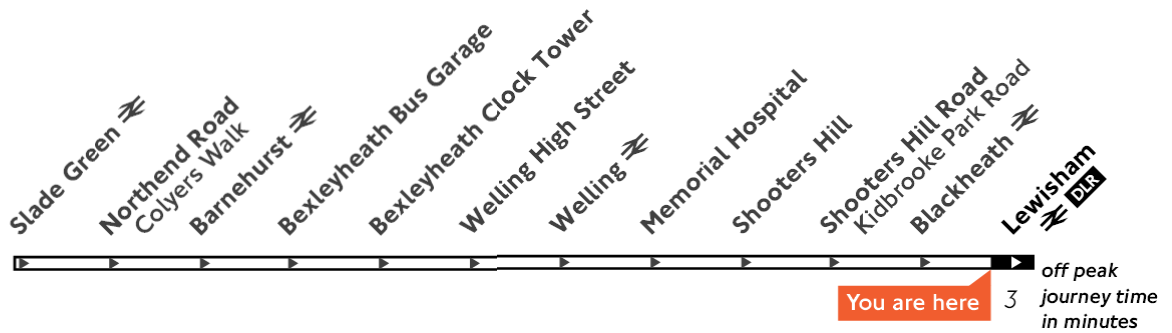 Slade Green
Northend Road
Colyers Walk
Barnehurst
Bexleyheath Bus Garage
Bexleyheath Clock Tower
Welling High Street
Welling
Memorial Hospital
Shooters Hill
Shooters Hill Road
Kidbrooke Park Road
Blackheath
Lewisham
DLR
You are here
3
off peak
journey time
in minutes